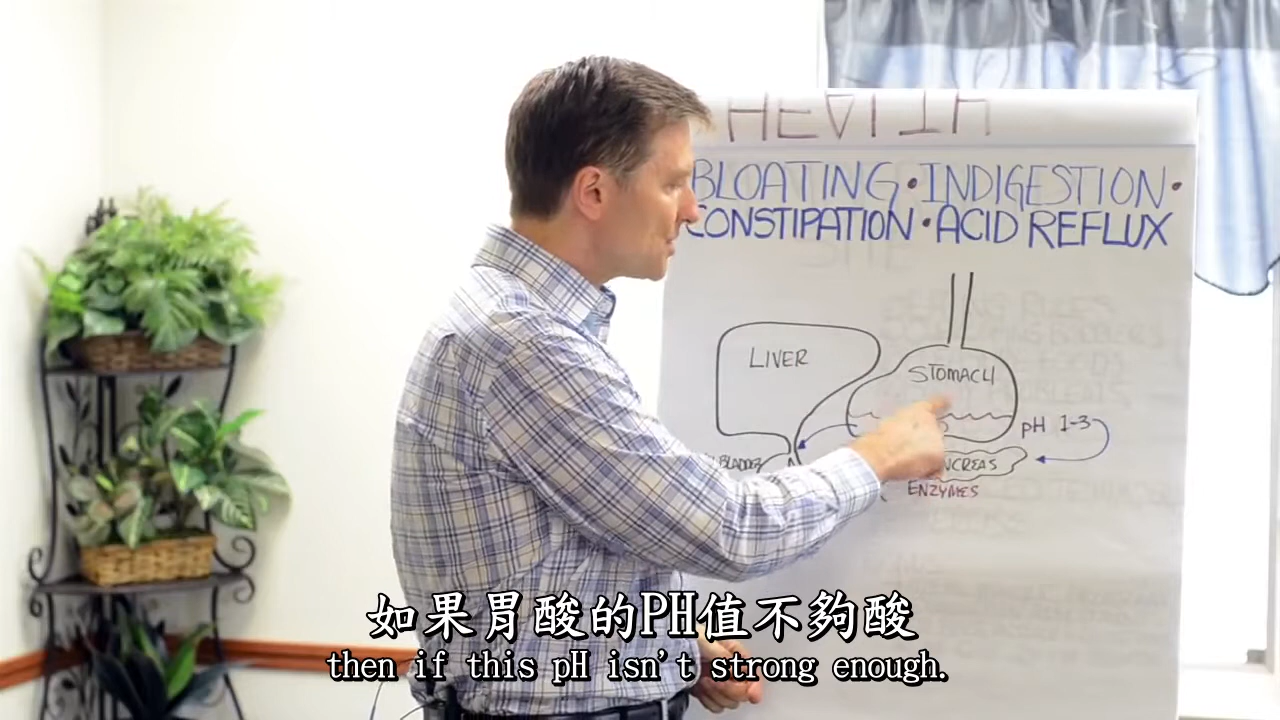 HEALTH
BLOATING • INDIGESTION •
CONSTIPATION • ACID REFLUX
LIVER
STOMACH
pH 1-3
BLADDER
ENZYMES
如果胃酸的PH值不夠酸
then if this pH isn't strong enough.